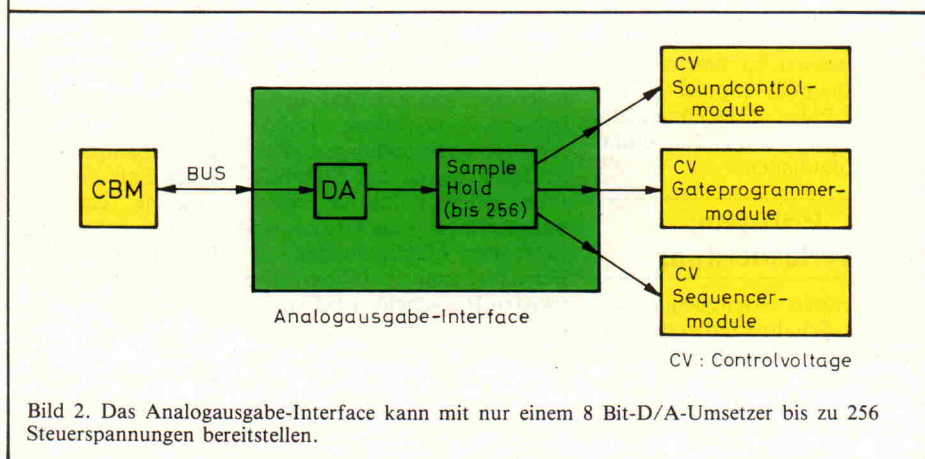 CBM
BUS
DA
Sample
Hold
(bis 256)
CV
Soundcontrol-
module
CV
Gateprogrammer-
module
CV
Sequencer-
module
Analogausgabe-Interface
CV : Controlvoltage
Bild 2. Das Analogausgabe-Interface kann mit nur einem 8 Bit-D/A-Umsetzer bis zu 256
Steuerspannungen bereitstellen.